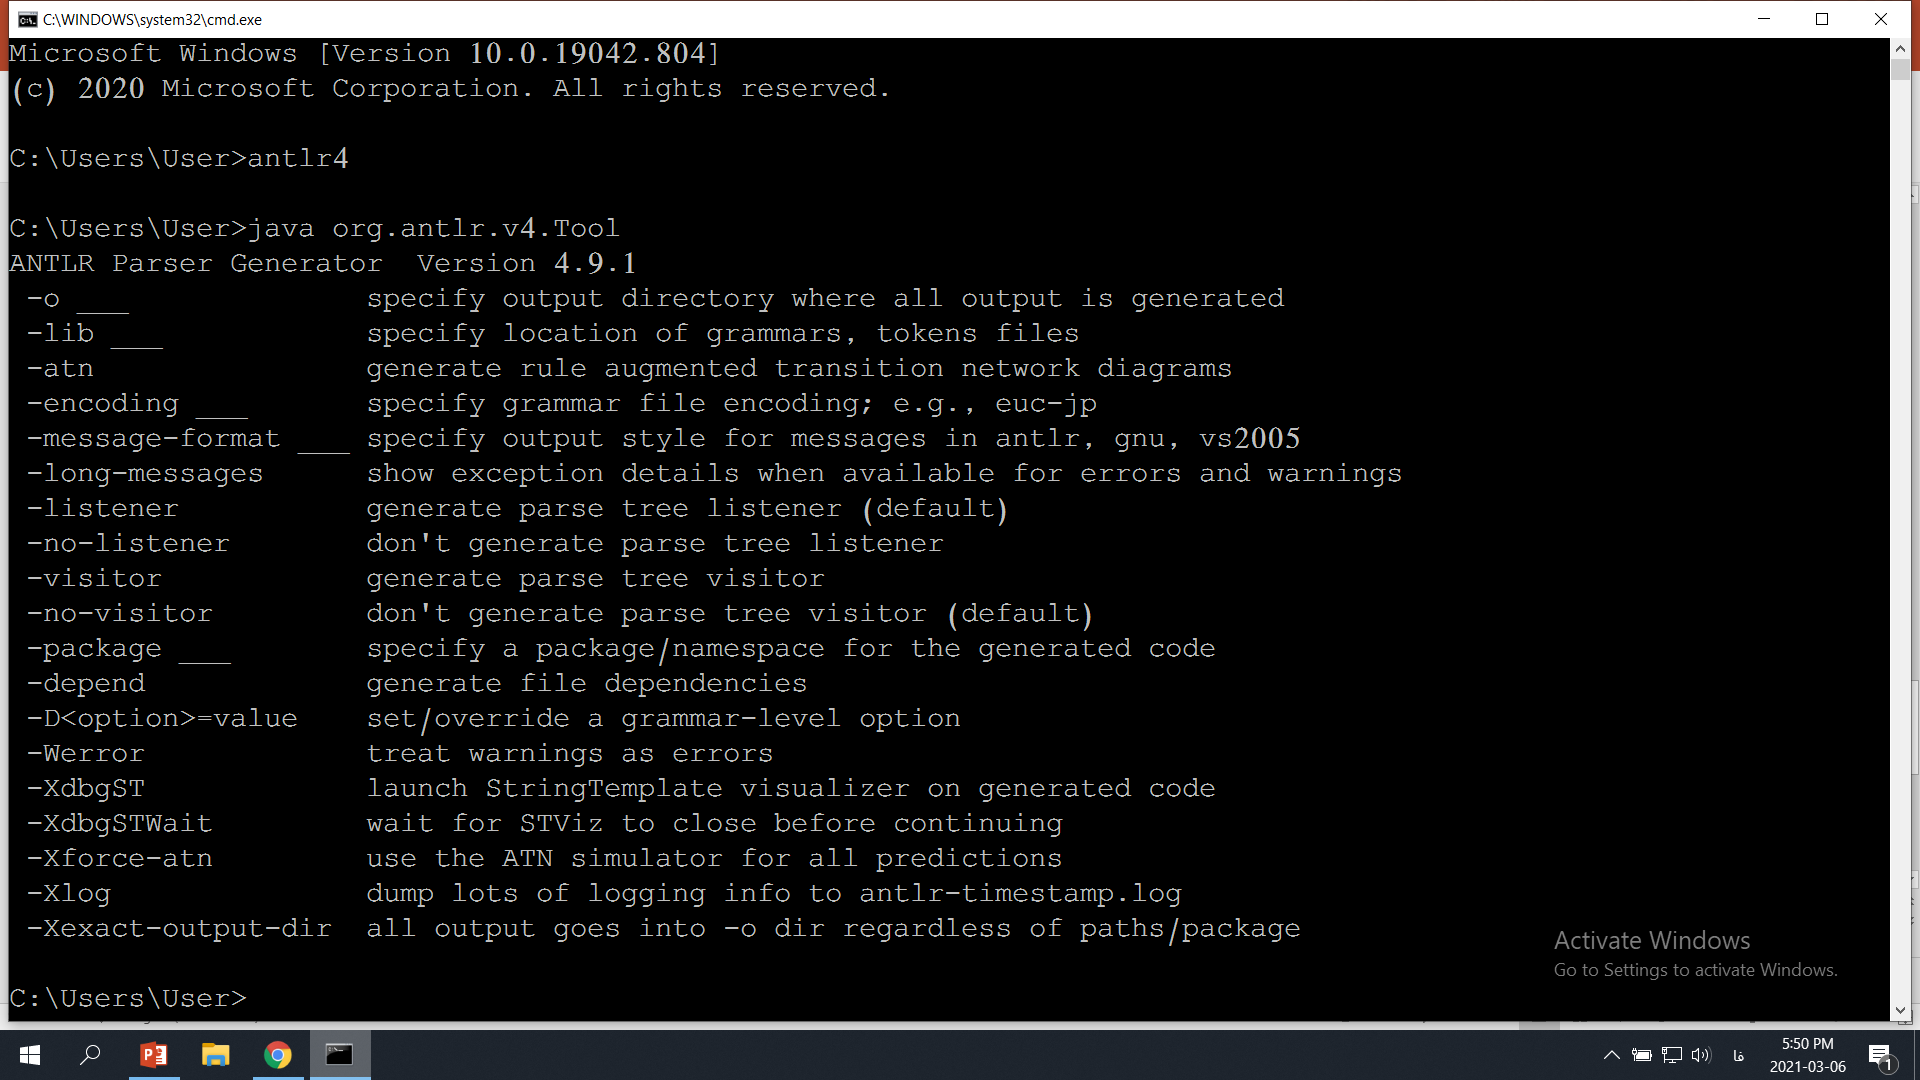 C:\WINDOWS\system32\cmd.exe
Microsoft Windows [Version 10.0.19042.804]
(c) 2020 Microsoft Corporation. All rights reserved.
C:\Users\User>antlr4
C:\Users\User>java org.antlr.v4.Tool
ANTLR Parser Generator  Version 4.9.1
 -o ___              specify output directory where all output is generated
 -lib ___            specify location of grammars, tokens files
 -atn                generate rule augmented transition network diagrams
 -encoding ___       specify grammar file encoding; e.g., euc-jp
 -message-format ___ specify output style for messages in antlr, gnu, vs2005
 -long-messages      show exception details when available for errors and warnings
 -listener           generate parse tree listener (default)
 -no-listener        don't generate parse tree listener
 -visitor            generate parse tree visitor
 -no-visitor         don't generate parse tree visitor (default)
 -package ___        specify a package/namespace for the generated code
 -depend             generate file dependencies
 -D<option>=value    set/override a grammar-level option
 -Werror             treat warnings as errors
 -XdbgST             launch StringTemplate visualizer on generated code
 -XdbgSTWait         wait for STViz to close before continuing
 -Xforce-atn         use the ATN simulator for all predictions
 -Xlog               dump lots of logging info to antlr-timestamp.log
 -Xexact-output-dir  all output goes into -o dir regardless of paths/package
C:\Users\User>
Activate Windows
Go to Settings to activate Windows.
فا
5:50 PM
2021-03-06
1